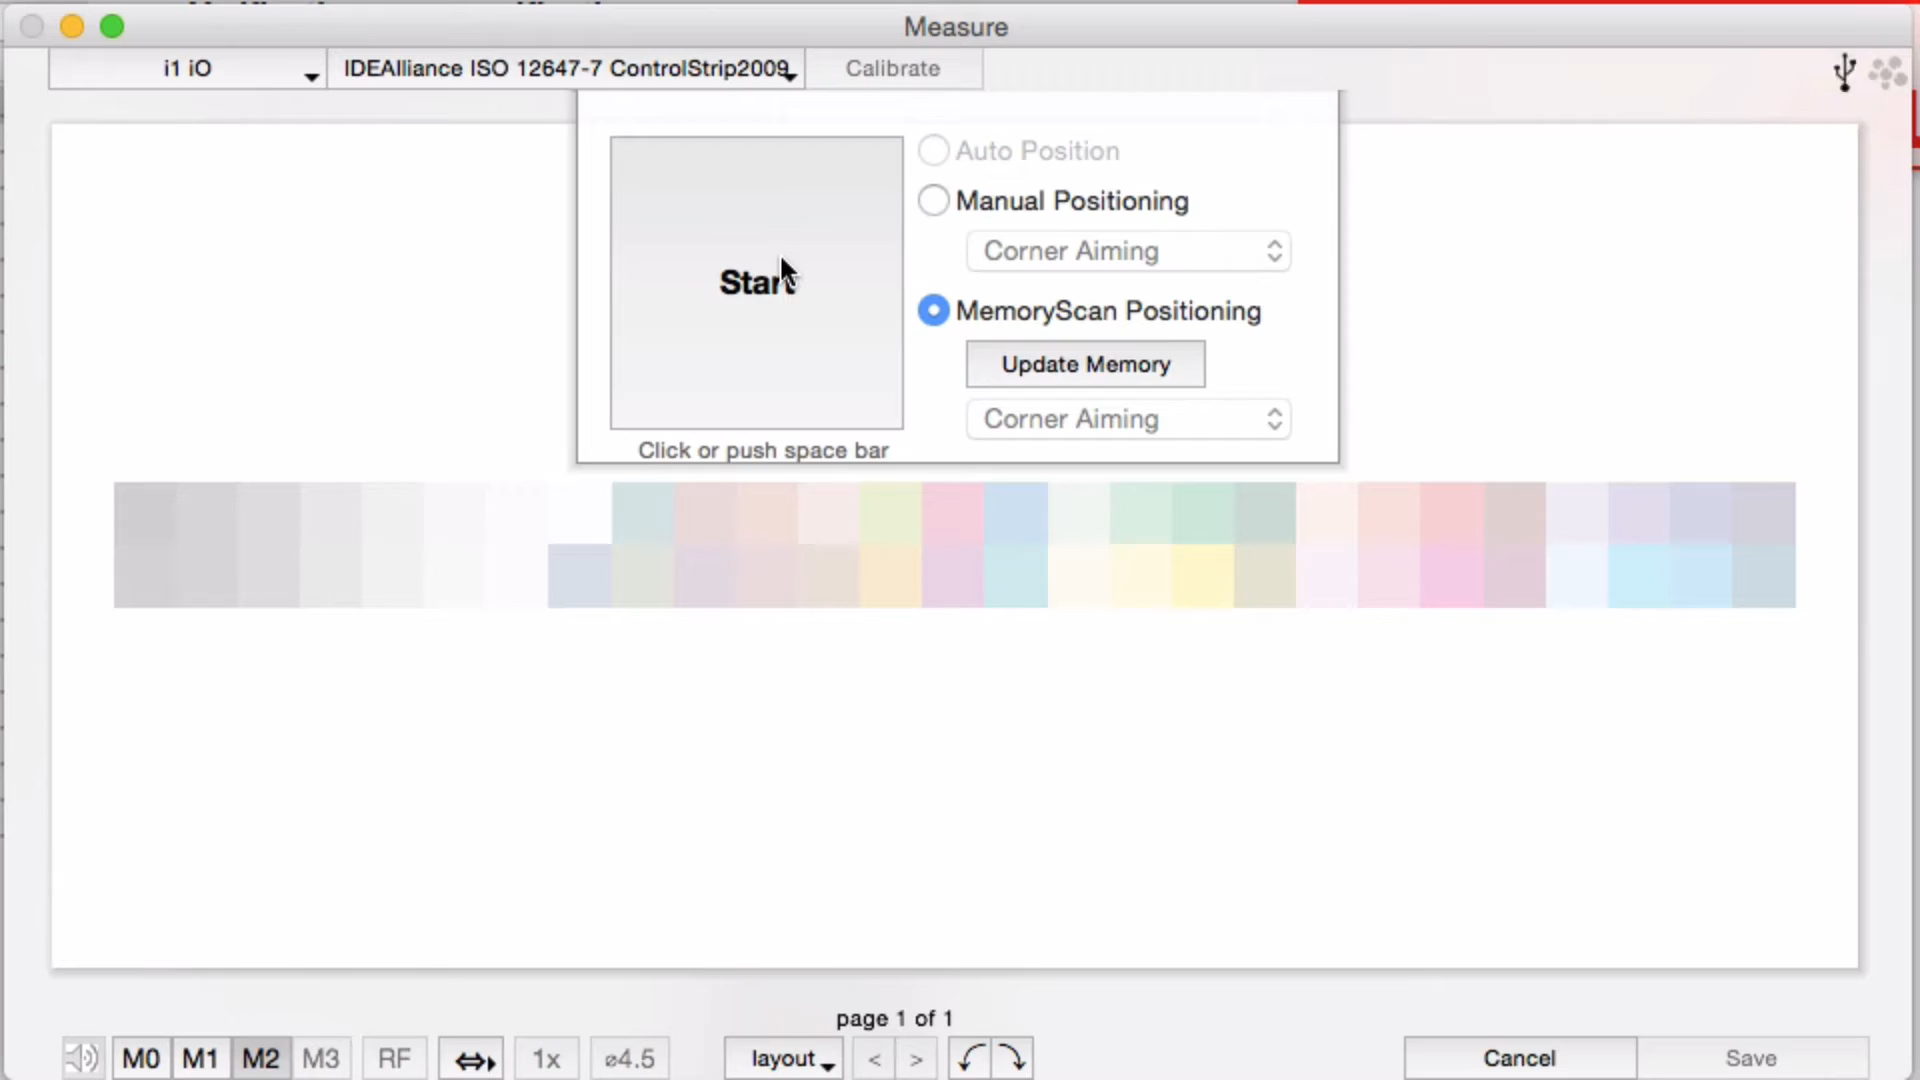 Measure
i1 iO
IDEAlliance ISO 12647-7 ControlStrip2009
Calibrate
Auto Position
Manual Positioning
Corner Aiming
Start
MemoryScan Positioning
Update Memory
Corner Aiming
Click or push space bar
page 1 of 1
M0 M1 M2 M3 RF 1x ⌀4.5 layout < > Cancel Save